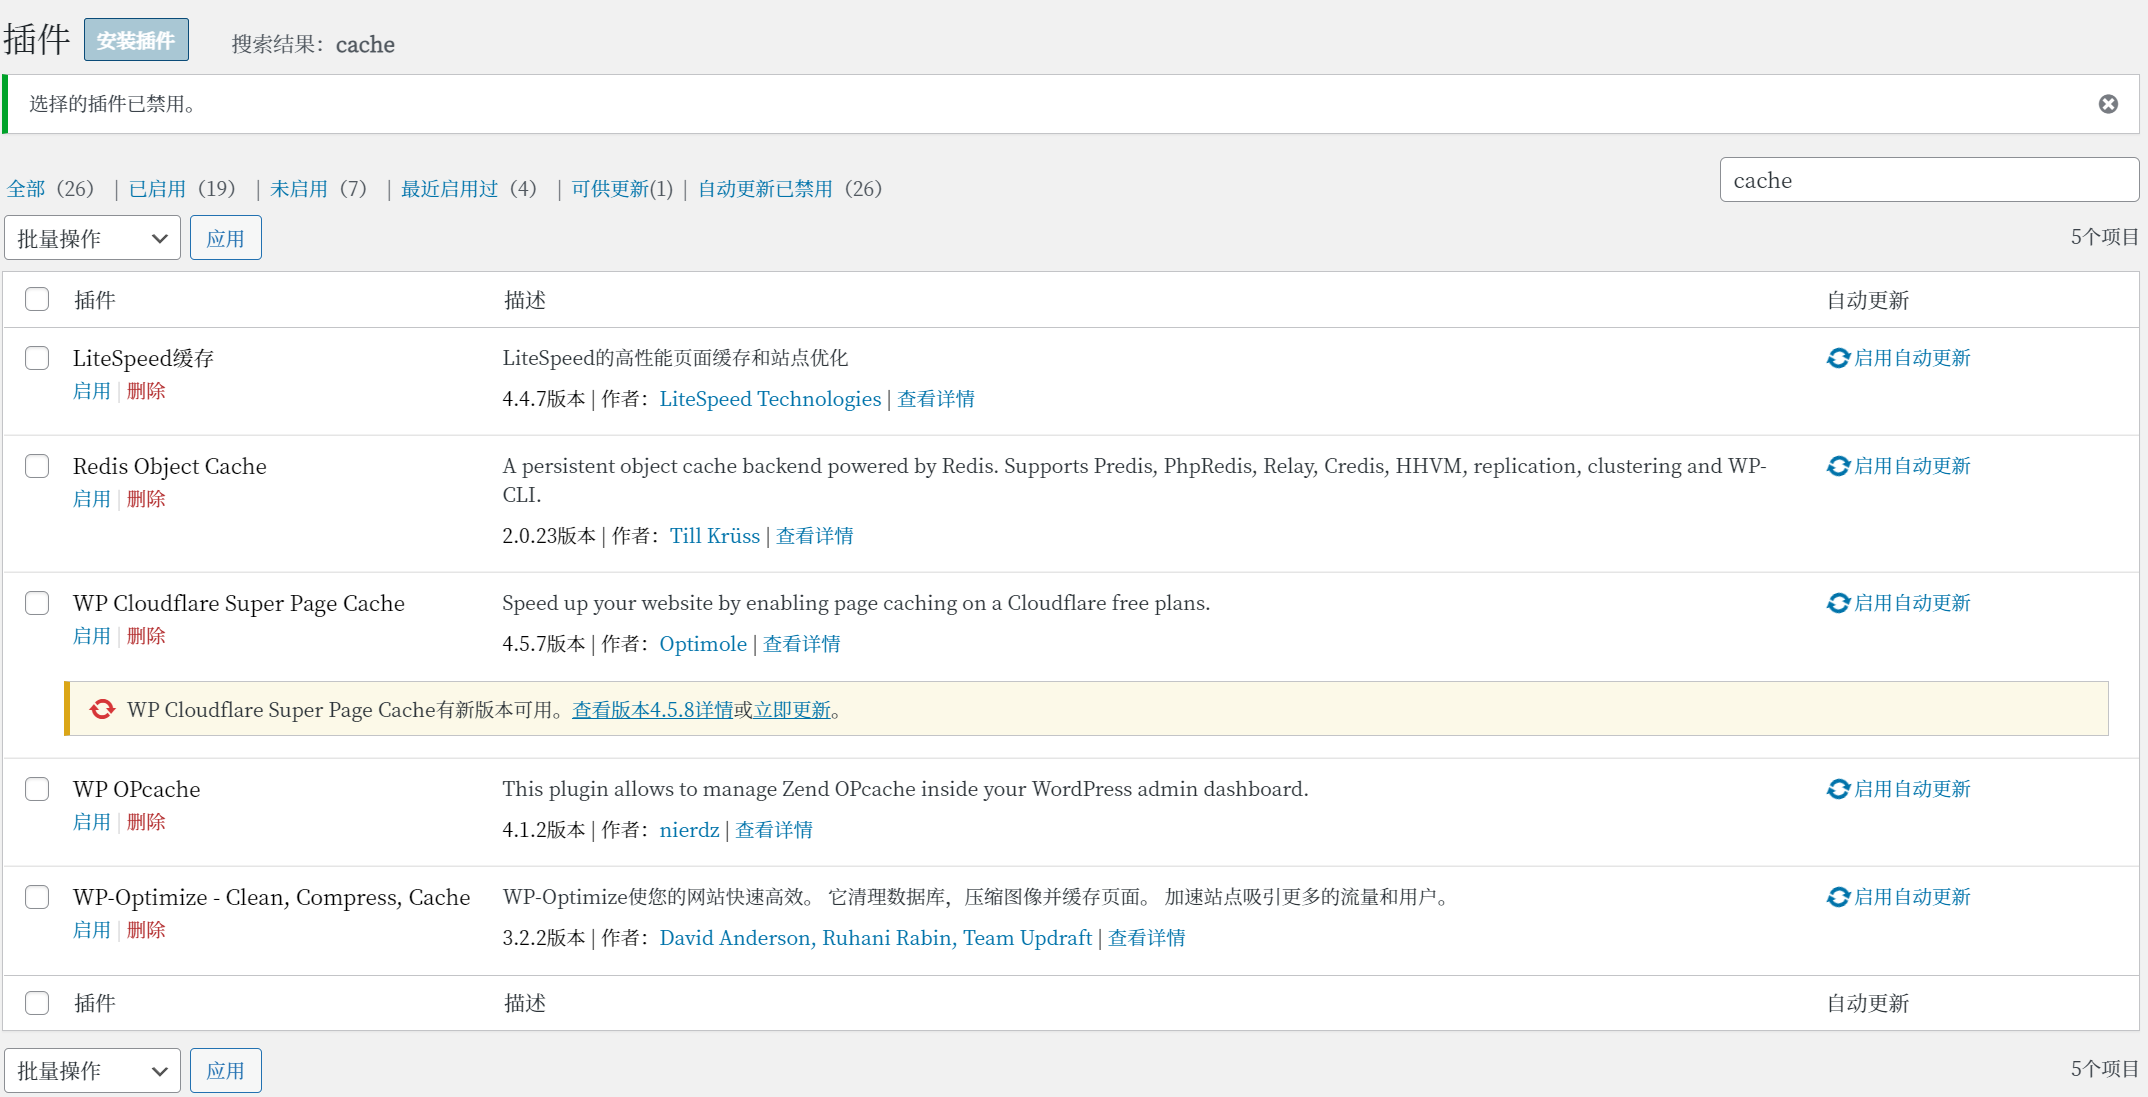 插件 安装插件 搜索结果：cache
选择的插件已禁用。
全部（26） | 已启用（19） | 未启用（7） | 最近启用过（4） | 可供更新(1) | 自动更新已禁用（26）
cache
批量操作 应用
5个项目
插件 描述 自动更新
LiteSpeed缓存 LiteSpeed的高性能页面缓存和站点优化 启用自动更新
启用 | 删除
4.4.7版本 | 作者：LiteSpeed Technologies | 查看详情
Redis Object Cache A persistent object cache backend powered by Redis. Supports Predis, PhpRedis, Relay, Credis, HHVM, replication, clustering and WP- 启用自动更新
启用 | 删除 CLI.
2.0.23版本 | 作者：Till Krüss | 查看详情
WP Cloudflare Super Page Cache Speed up your website by enabling page caching on a Cloudflare free plans. 启用自动更新
启用 | 删除
4.5.7版本 | 作者：Optimole | 查看详情
WP Cloudflare Super Page Cache有新版本可用。查看版本4.5.8详情或立即更新。
WP OPcache This plugin allows to manage Zend OPcache inside your WordPress admin dashboard. 启用自动更新
启用 | 删除
4.1.2版本 | 作者：nierdz | 查看详情
WP-Optimize - Clean, Compress, Cache WP-Optimize使您的网站快速高效。 它清理数据库，压缩图像并缓存页面。 加速站点吸引更多的流量和用户。 启用自动更新
启用 | 删除
3.2.2版本 | 作者：David Anderson, Ruhani Rabin, Team Updraft | 查看详情
插件 描述 自动更新
批量操作 应用
5个项目